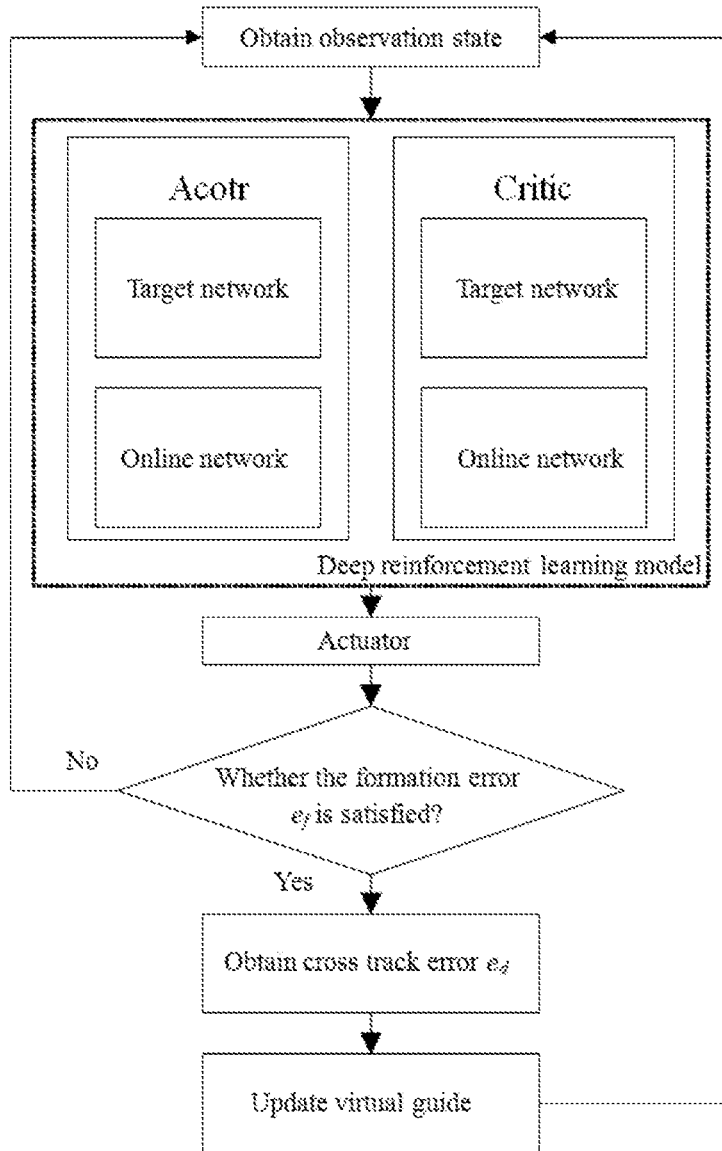 Obtain observation state
Acotr
Critic
Target network
Target network
Online network
Online network
Deep reinforcement learning model
Actuator
No
Whether the formation error
e_f is satisfied?
Yes
Obtain cross track error e_d
Update virtual guide